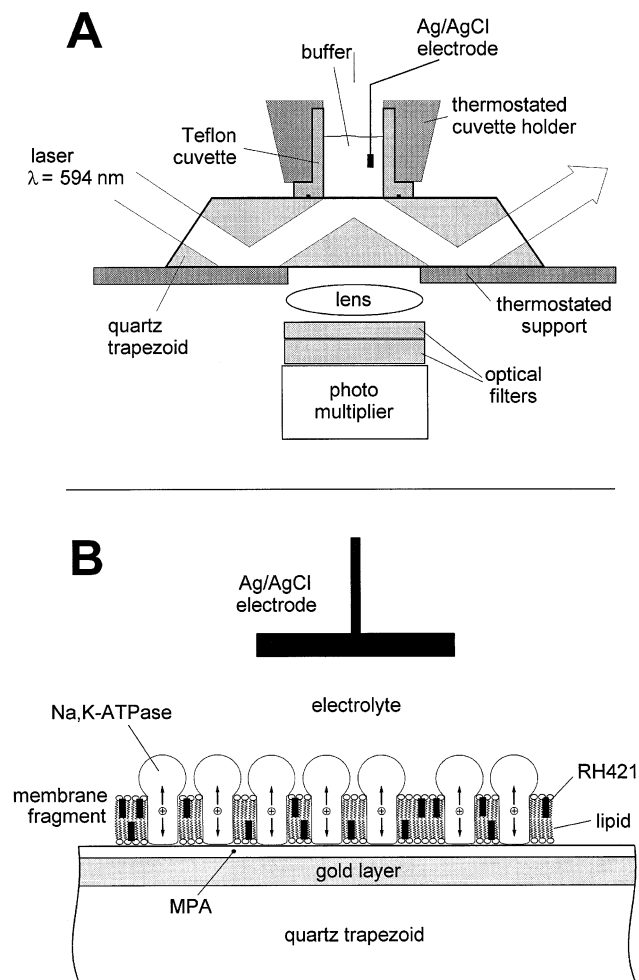 A
Ag/AgCl
electrode
buffer
thermostated
cuvette holder
Teflon
cuvette
laser
λ = 594 nm
lens
thermostated
support
quartz
trapezoid
optical
filters
photo
multiplier
B
Ag/AgCl
electrode
electrolyte
Na,K-ATPase
RH421
membrane
fragment
lipid
gold layer
MPA
quartz trapezoid